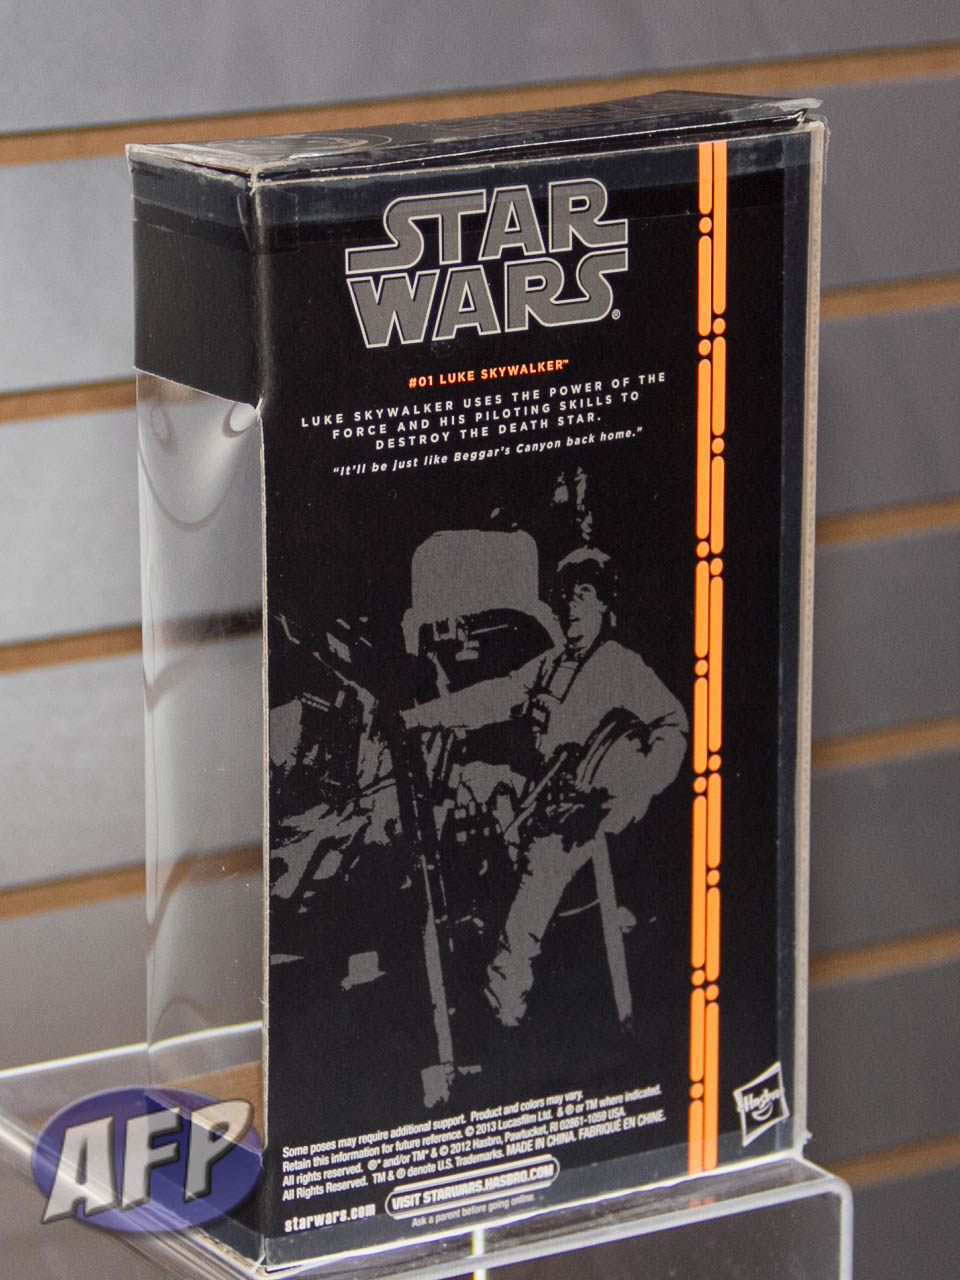 STAR
WARS®
#01 LUKE SKYWALKER™
LUKE SKYWALKER USES THE POWER OF THE
FORCE AND HIS PILOTING SKILLS TO
DESTROY THE DEATH STAR.
"It'll be just like Beggar's Canyon back home."
Hasbro
Some poses may require additional support. Product and colors may vary.
Retain this information for future reference. © 2013 Lucasfilm Ltd. & ® or TM where indicated.
All rights reserved. ®* and/or TM* & © 2012 Hasbro, Pawtucket, RI 02861-1059 USA.
All Rights Reserved. TM & ® denote U.S. Trademarks. MADE IN CHINA. FABRIQUÉ EN CHINE.
starwars.com
VISIT STARWARS.HASBRO.COM
Ask a parent before going online.
AFP